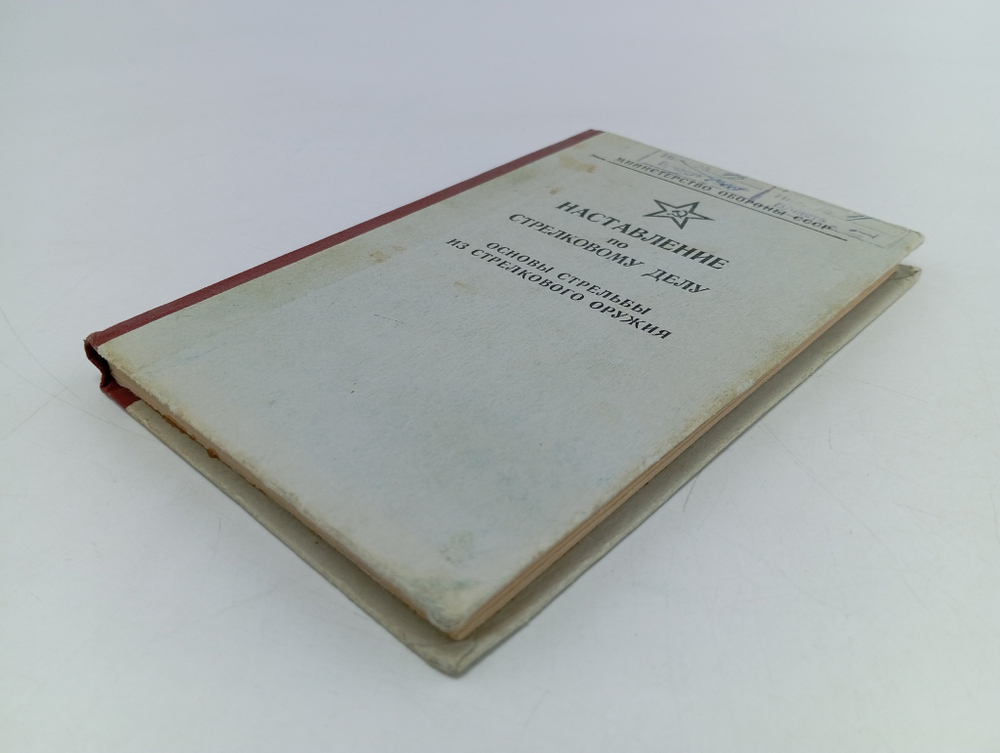 МИНИСТЕРСТВО ОБОРОНЫ СССР
НАСТАВЛЕНИЕ
ПО
СТРЕЛКОВОМУ ДЕЛУ
ОСНОВЫ СТРЕЛЬБЫ
ИЗ СТРЕЛКОВОГО ОРУЖИЯ